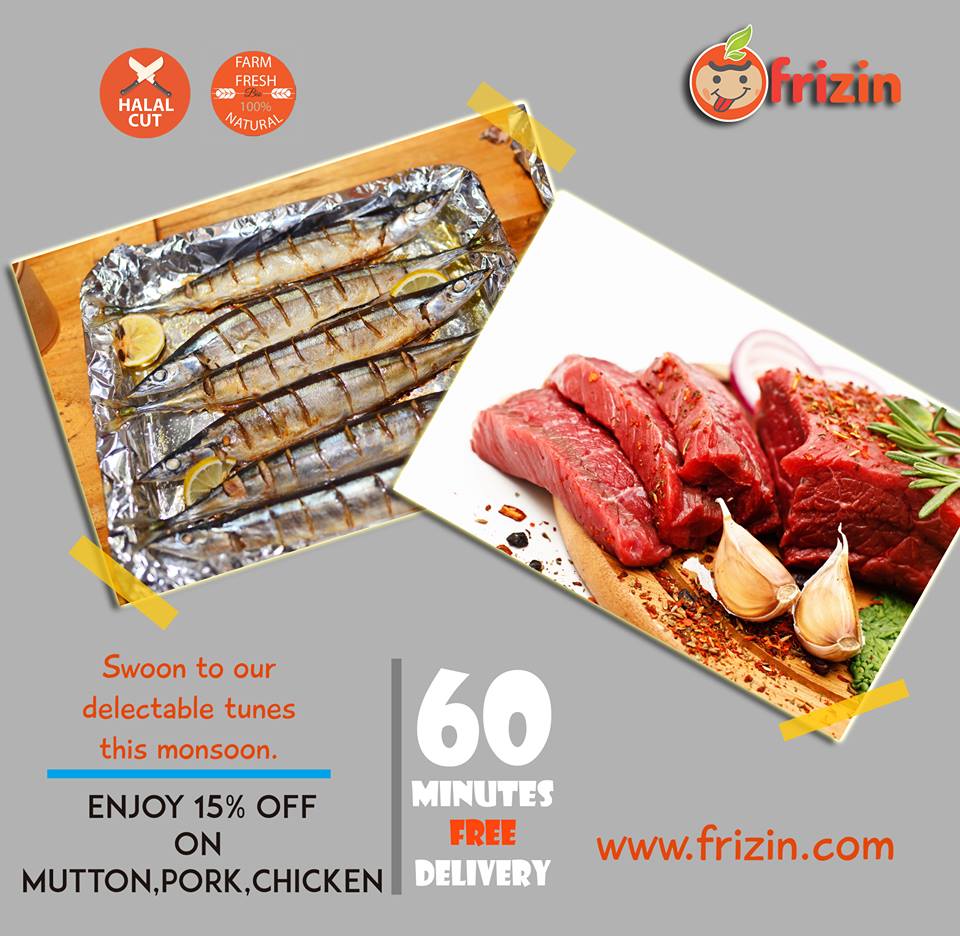 HALAL
CUT
FARM
FRESH
Bio
100%
NATURAL
frizin
Swoon to our
delectable tunes
this monsoon.
ENJOY 15% OFF
ON
MUTTON,PORK,CHICKEN
60
MINUTES
FREE
DELIVERY
www.frizin.com